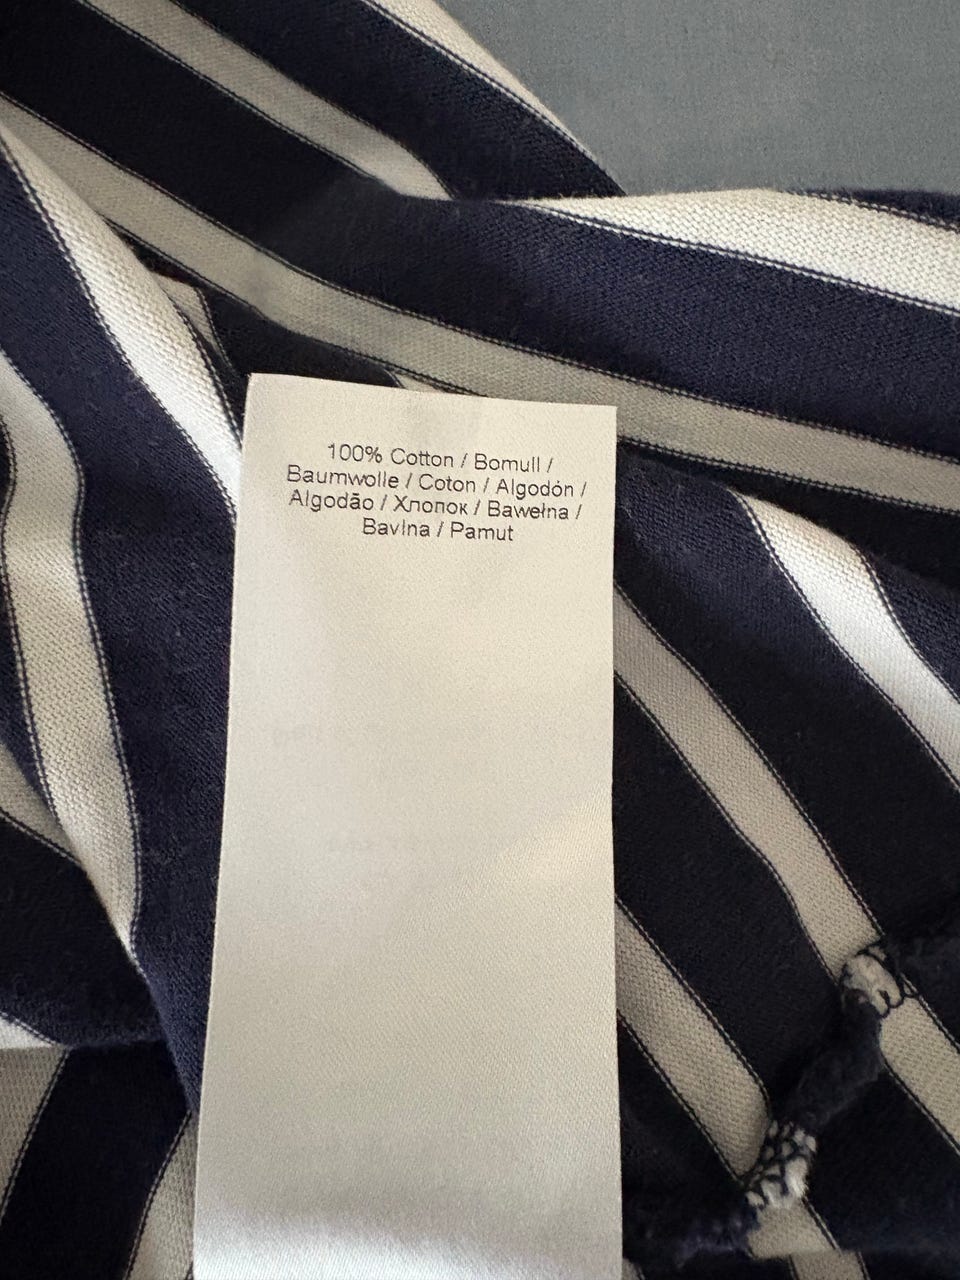 100% Cotton / Bomull /
Baumwolle / Coton / Algodón /
Algodão / Хлопок / Bawełna /
Bavlna / Pamut